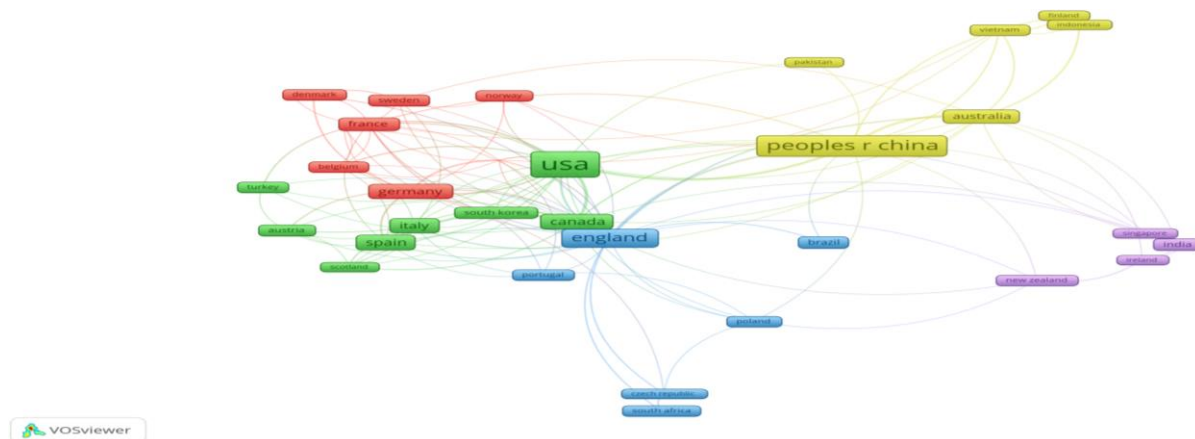 finland
indonesia
vietnam
pakistan
denmark
sweden
norway
france
australia
peoples r china
belgium
usa
turkey
germany
south korea
canada
italy
austria
england
spain
brazil
singapore
india
ireland
scotland
portugal
new zealand
poland
czech republic
south africa
VOSviewer